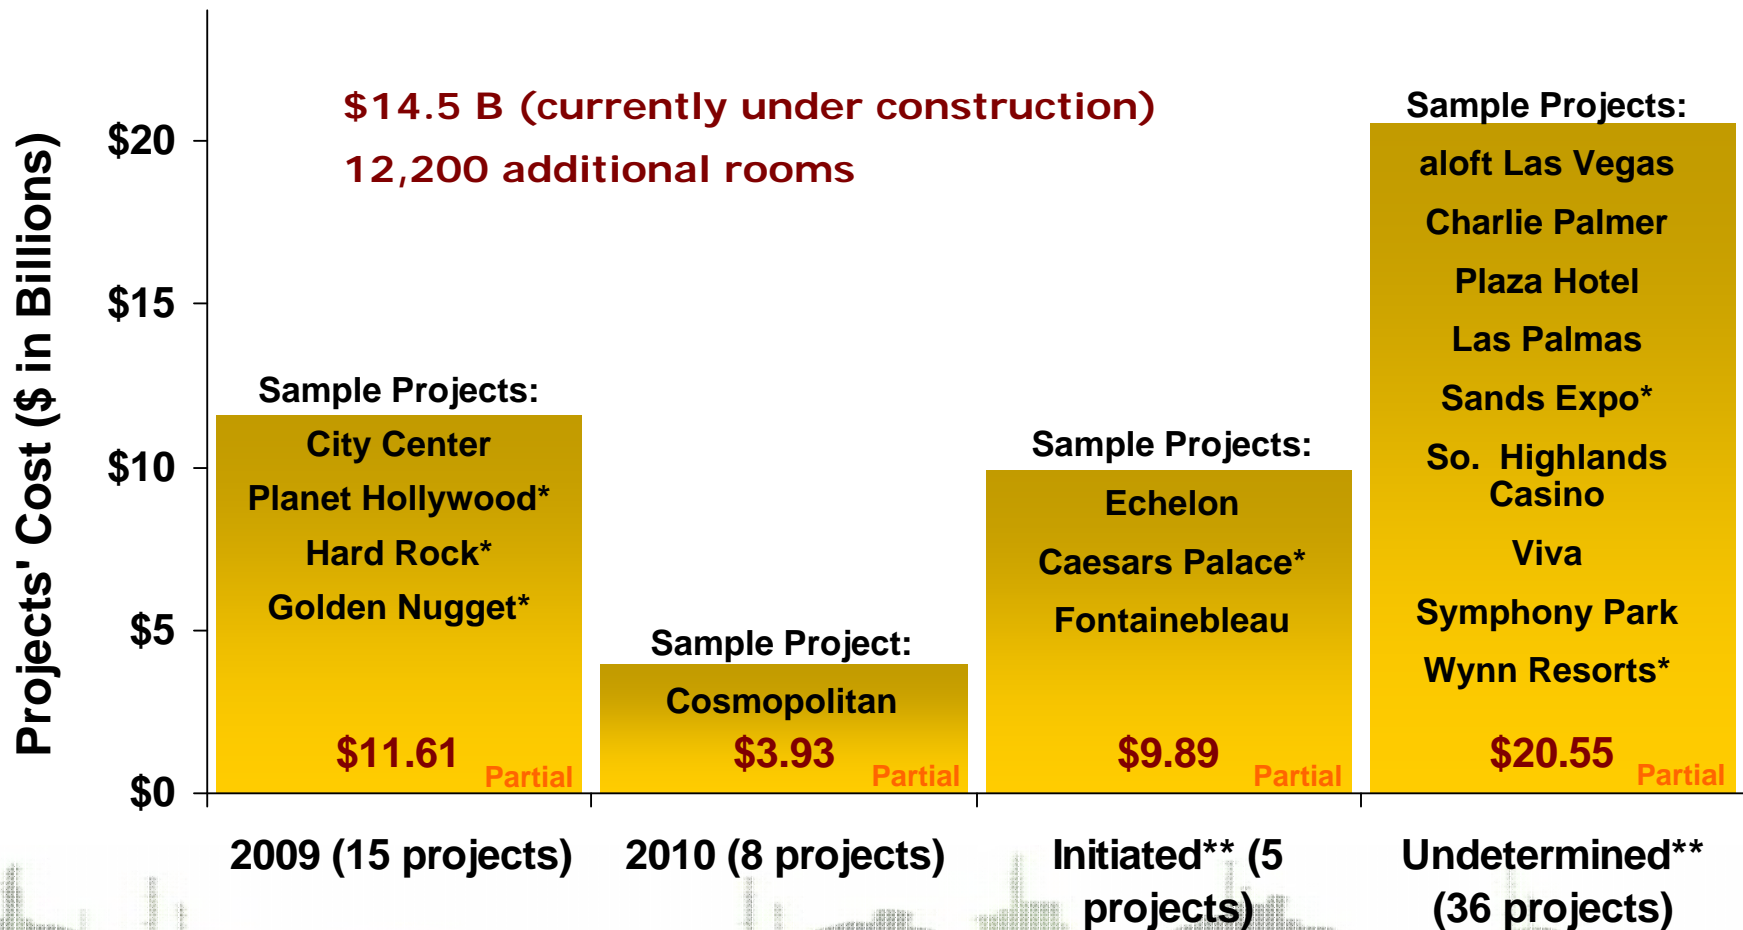 $14.5 B (currently under construction)
12,200 additional rooms
Projects' Cost ($ in Billions)
$20
$15
$10
$5
$0
Sample Projects:
City Center
Planet Hollywood*
Hard Rock*
Golden Nugget*
$11.61
Partial
Sample Project:
Cosmopolitan
$3.93
Partial
Sample Projects:
Echelon
Caesars Palace*
Fontainebleau
$9.89
Partial
Sample Projects:
aloft Las Vegas
Charlie Palmer
Plaza Hotel
Las Palmas
Sands Expo*
So. Highlands
Casino
Viva
Symphony Park
Wynn Resorts*
$20.55
Partial
2009 (15 projects)
2010 (8 projects)
Initiated** (5
projects)
Undetermined**
(36 projects)